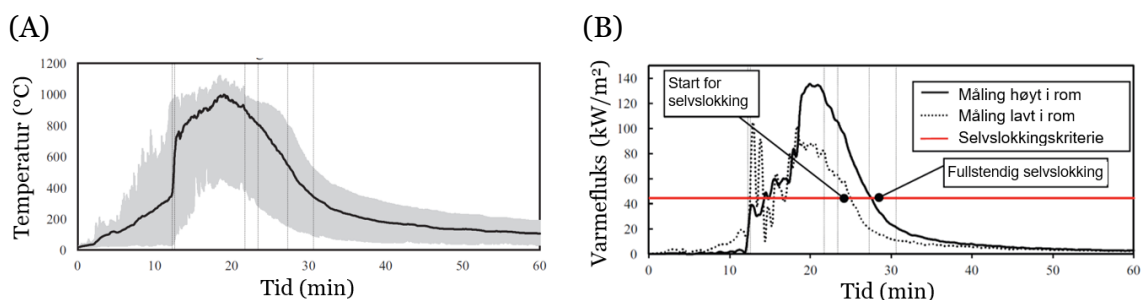 (A)
(B)
Temperatur (°C)
1200
1000
800
600
400
200
0
0 10 20 30 40 50 60
Tid (min)
Varmefluks (kW/m²)
140
120
100
80
60
40
20
0
Start for
selvslokking
Måling høyt i rom
Måling lavt i rom
Selvslokkingskriterie
Fullstendig selvslokking
0 10 20 30 40 50 60
Tid (min)